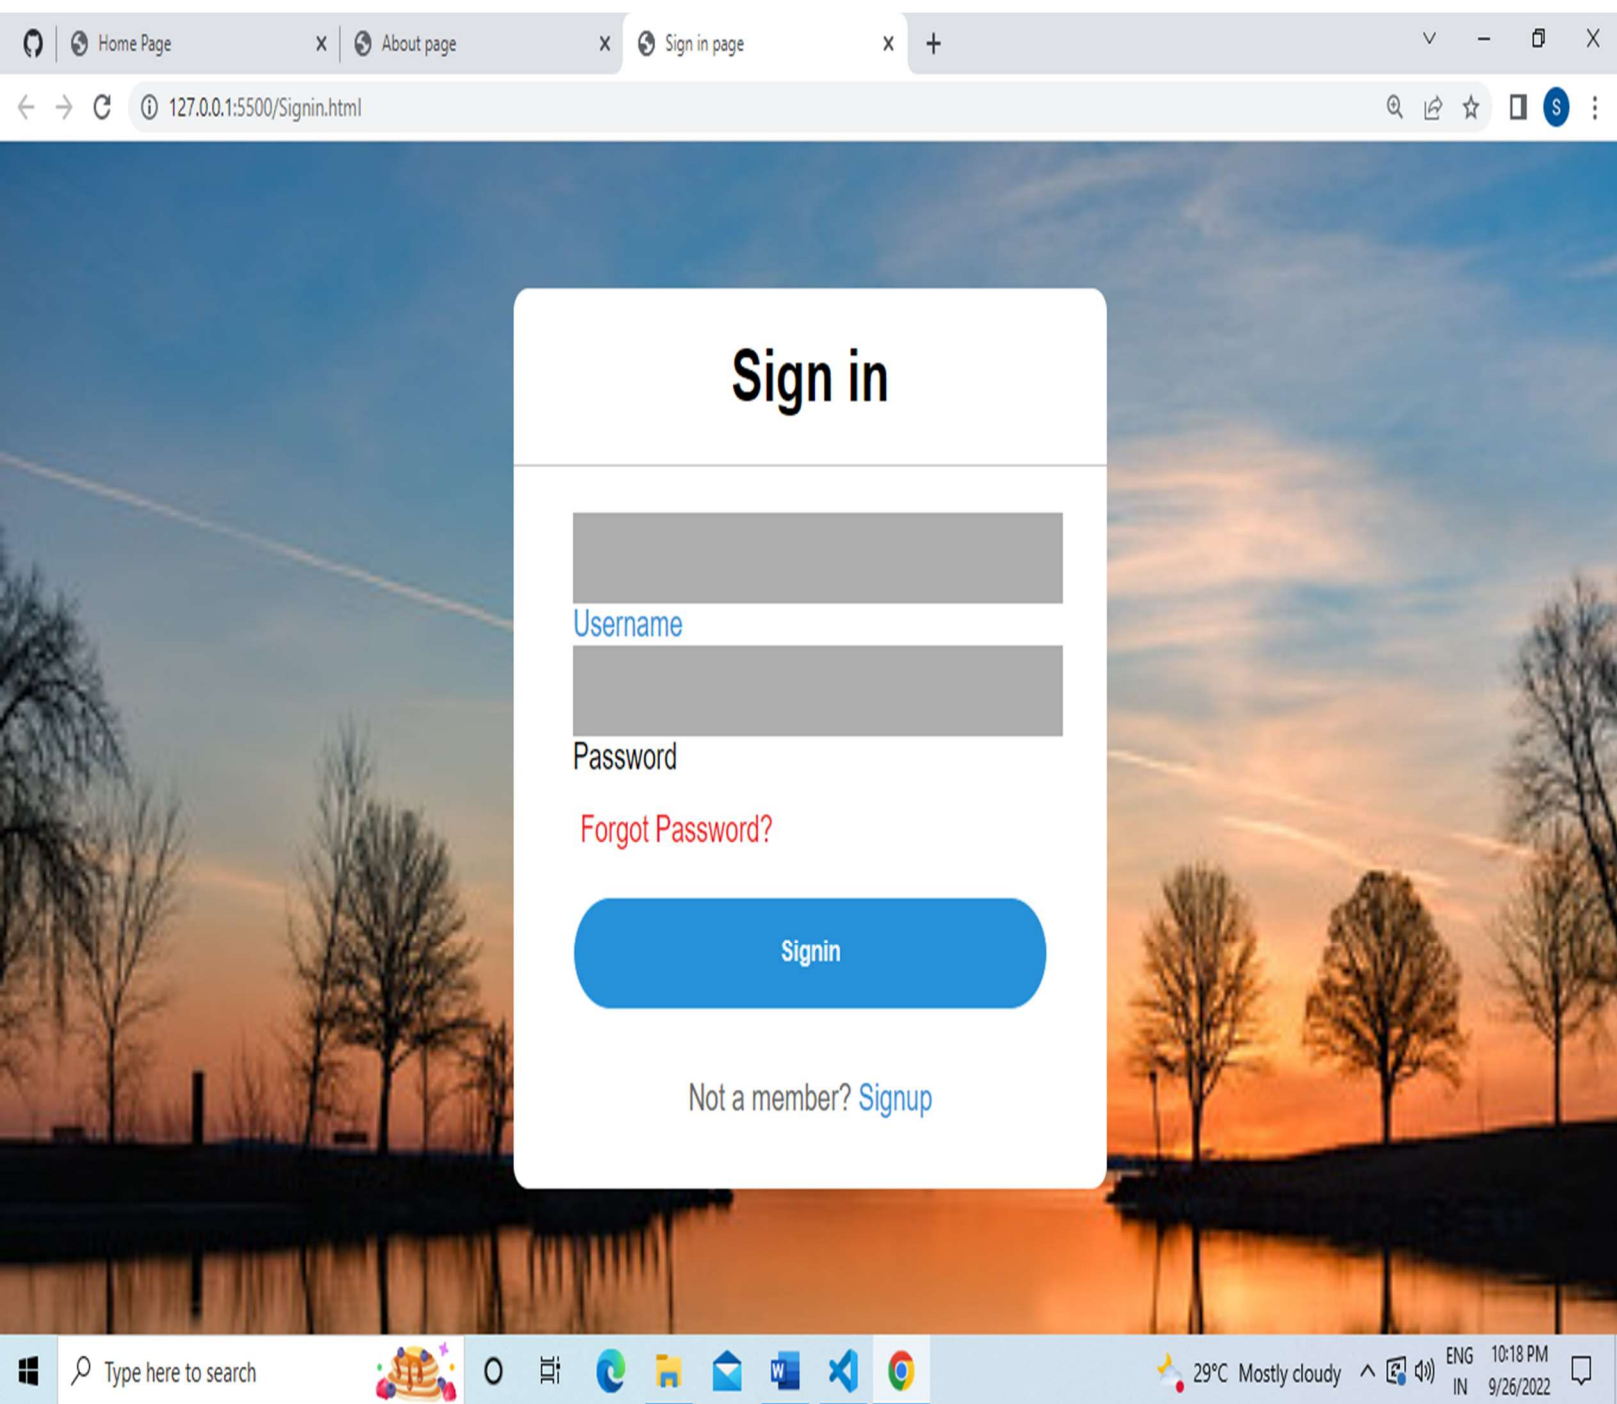 Home Page
About page
Sign in page
127.0.0.1:5500/Signin.html
S
Sign in
Username
Password
Forgot Password?
Signin
Not a member? Signup
Type here to search
W
29°C Mostly cloudy
ENG
IN
10:18 PM
9/26/2022